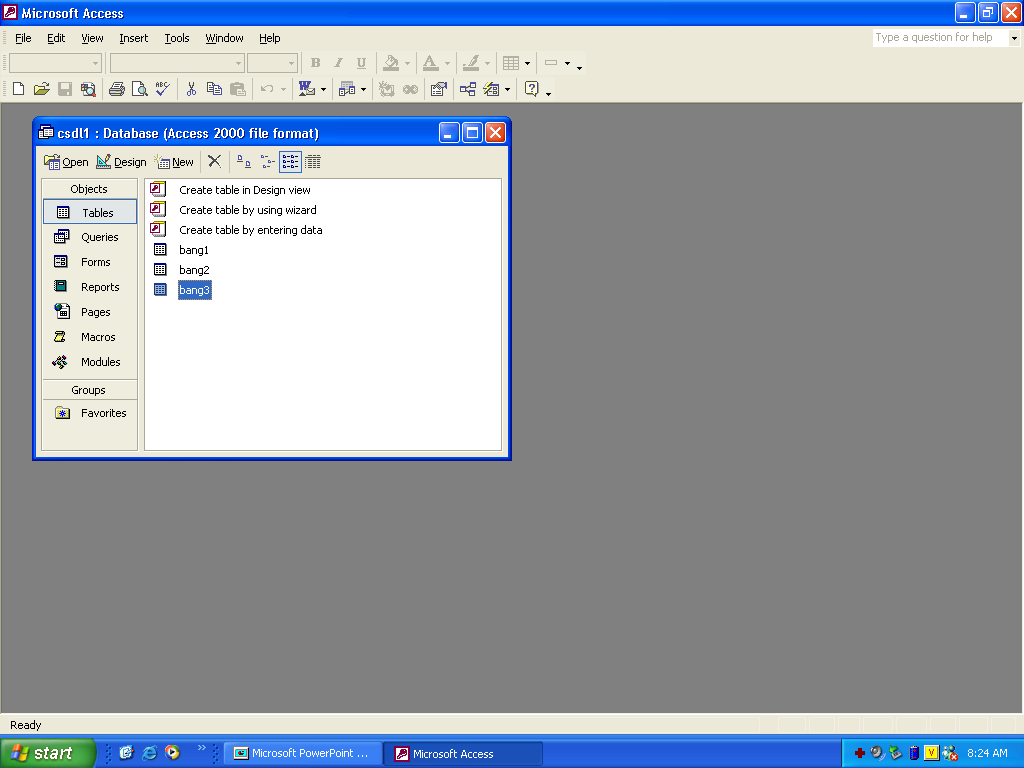 Microsoft Access
File Edit View Insert Tools Window Help
Type a question for help
B I U
csdl1 : Database (Access 2000 file format)
Open Design New
Objects
Tables
Queries
Forms
Reports
Pages
Macros
Modules
Groups
Favorites
Create table in Design view
Create table by using wizard
Create table by entering data
bang1
bang2
bang3
Ready
start
Microsoft PowerPoint ...
Microsoft Access
V
8:24 AM